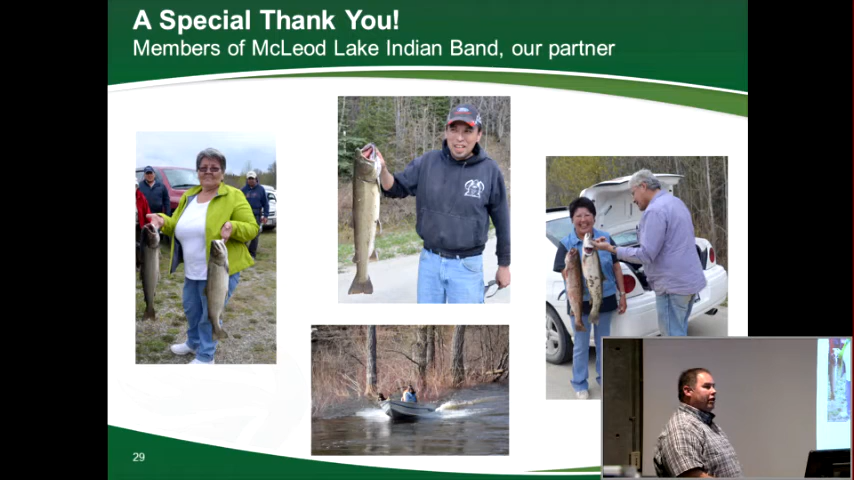 A Special Thank You!
Members of McLeod Lake Indian Band, our partner
29